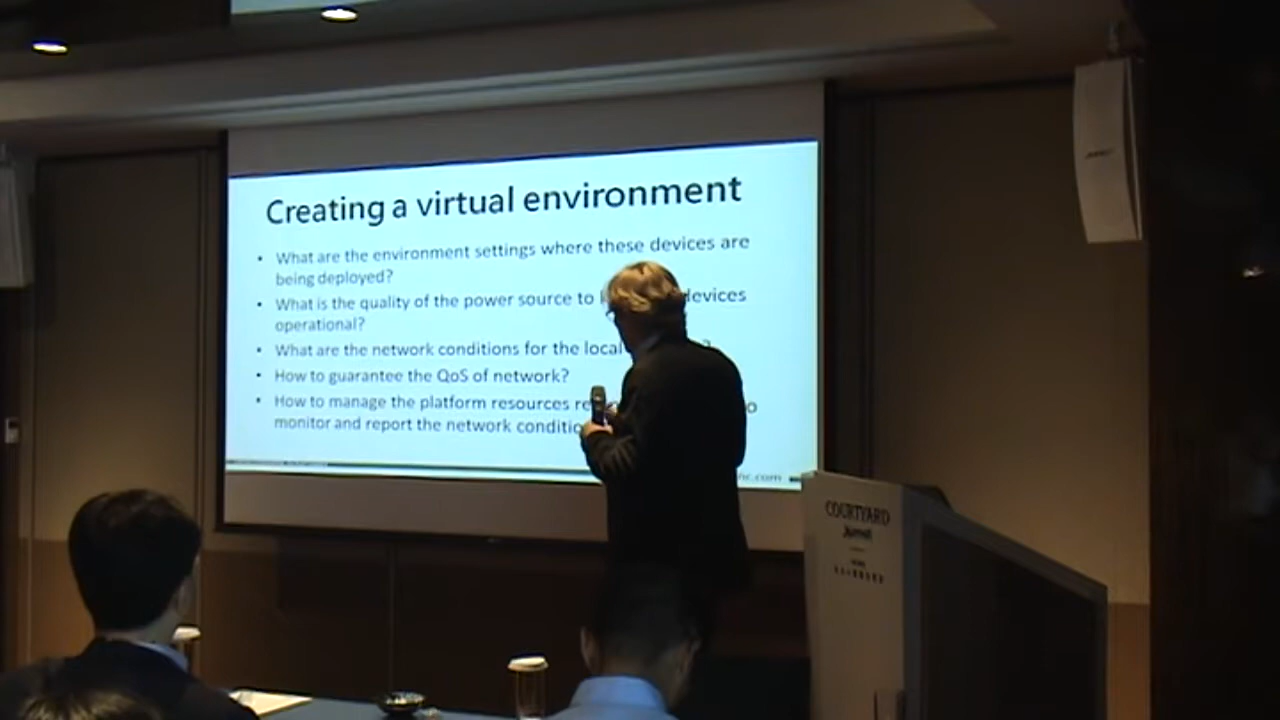 Creating a virtual environment
• What are the environment settings where these devices are
being deployed?
• What is the quality of the power source to devices
operational?
• What are the network conditions for the local
• How to guarantee the QoS of network?
• How to manage the platform resources
monitor and report the network
nc.com
COURTYARD
Marriott